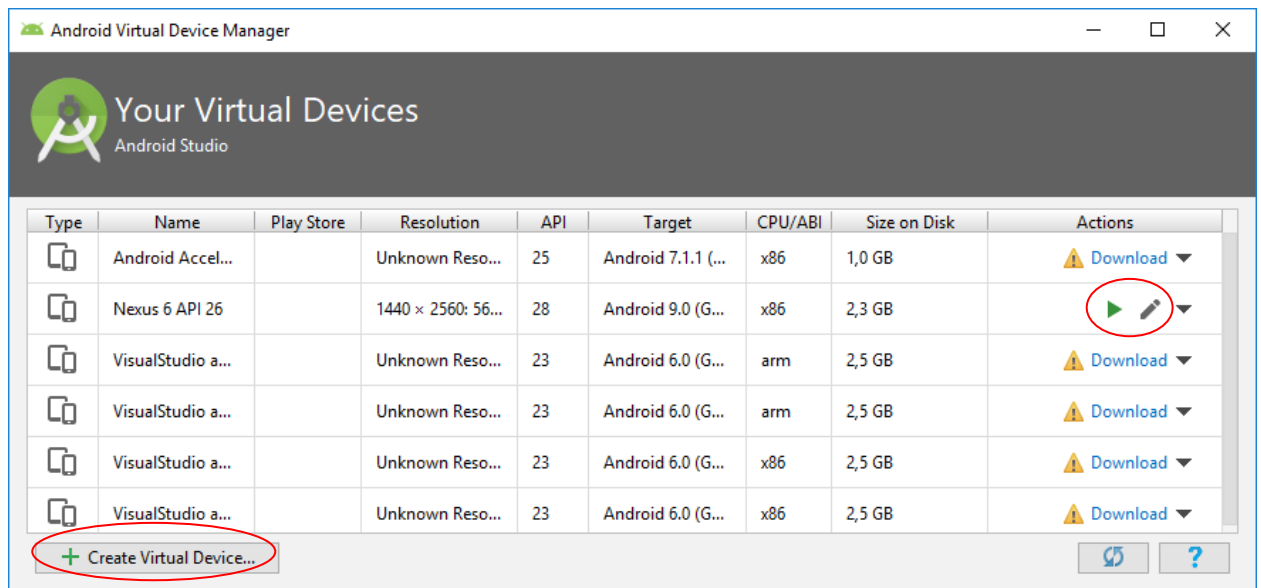 Android Virtual Device Manager
Your Virtual Devices
Android Studio
Type Name Play Store Resolution API Target CPU/ABI Size on Disk Actions
Android Accel... Unknown Reso... 25 Android 7.1.1 (... x86 1,0 GB Download
Nexus 6 API 26 1440 × 2560: 56... 28 Android 9.0 (G... x86 2,3 GB
VisualStudio a... Unknown Reso... 23 Android 6.0 (G... arm 2,5 GB Download
VisualStudio a... Unknown Reso... 23 Android 6.0 (G... arm 2,5 GB Download
VisualStudio a... Unknown Reso... 23 Android 6.0 (G... x86 2,5 GB Download
VisualStudio a... Unknown Reso... 23 Android 6.0 (G... x86 2,5 GB Download
+ Create Virtual Device... ?